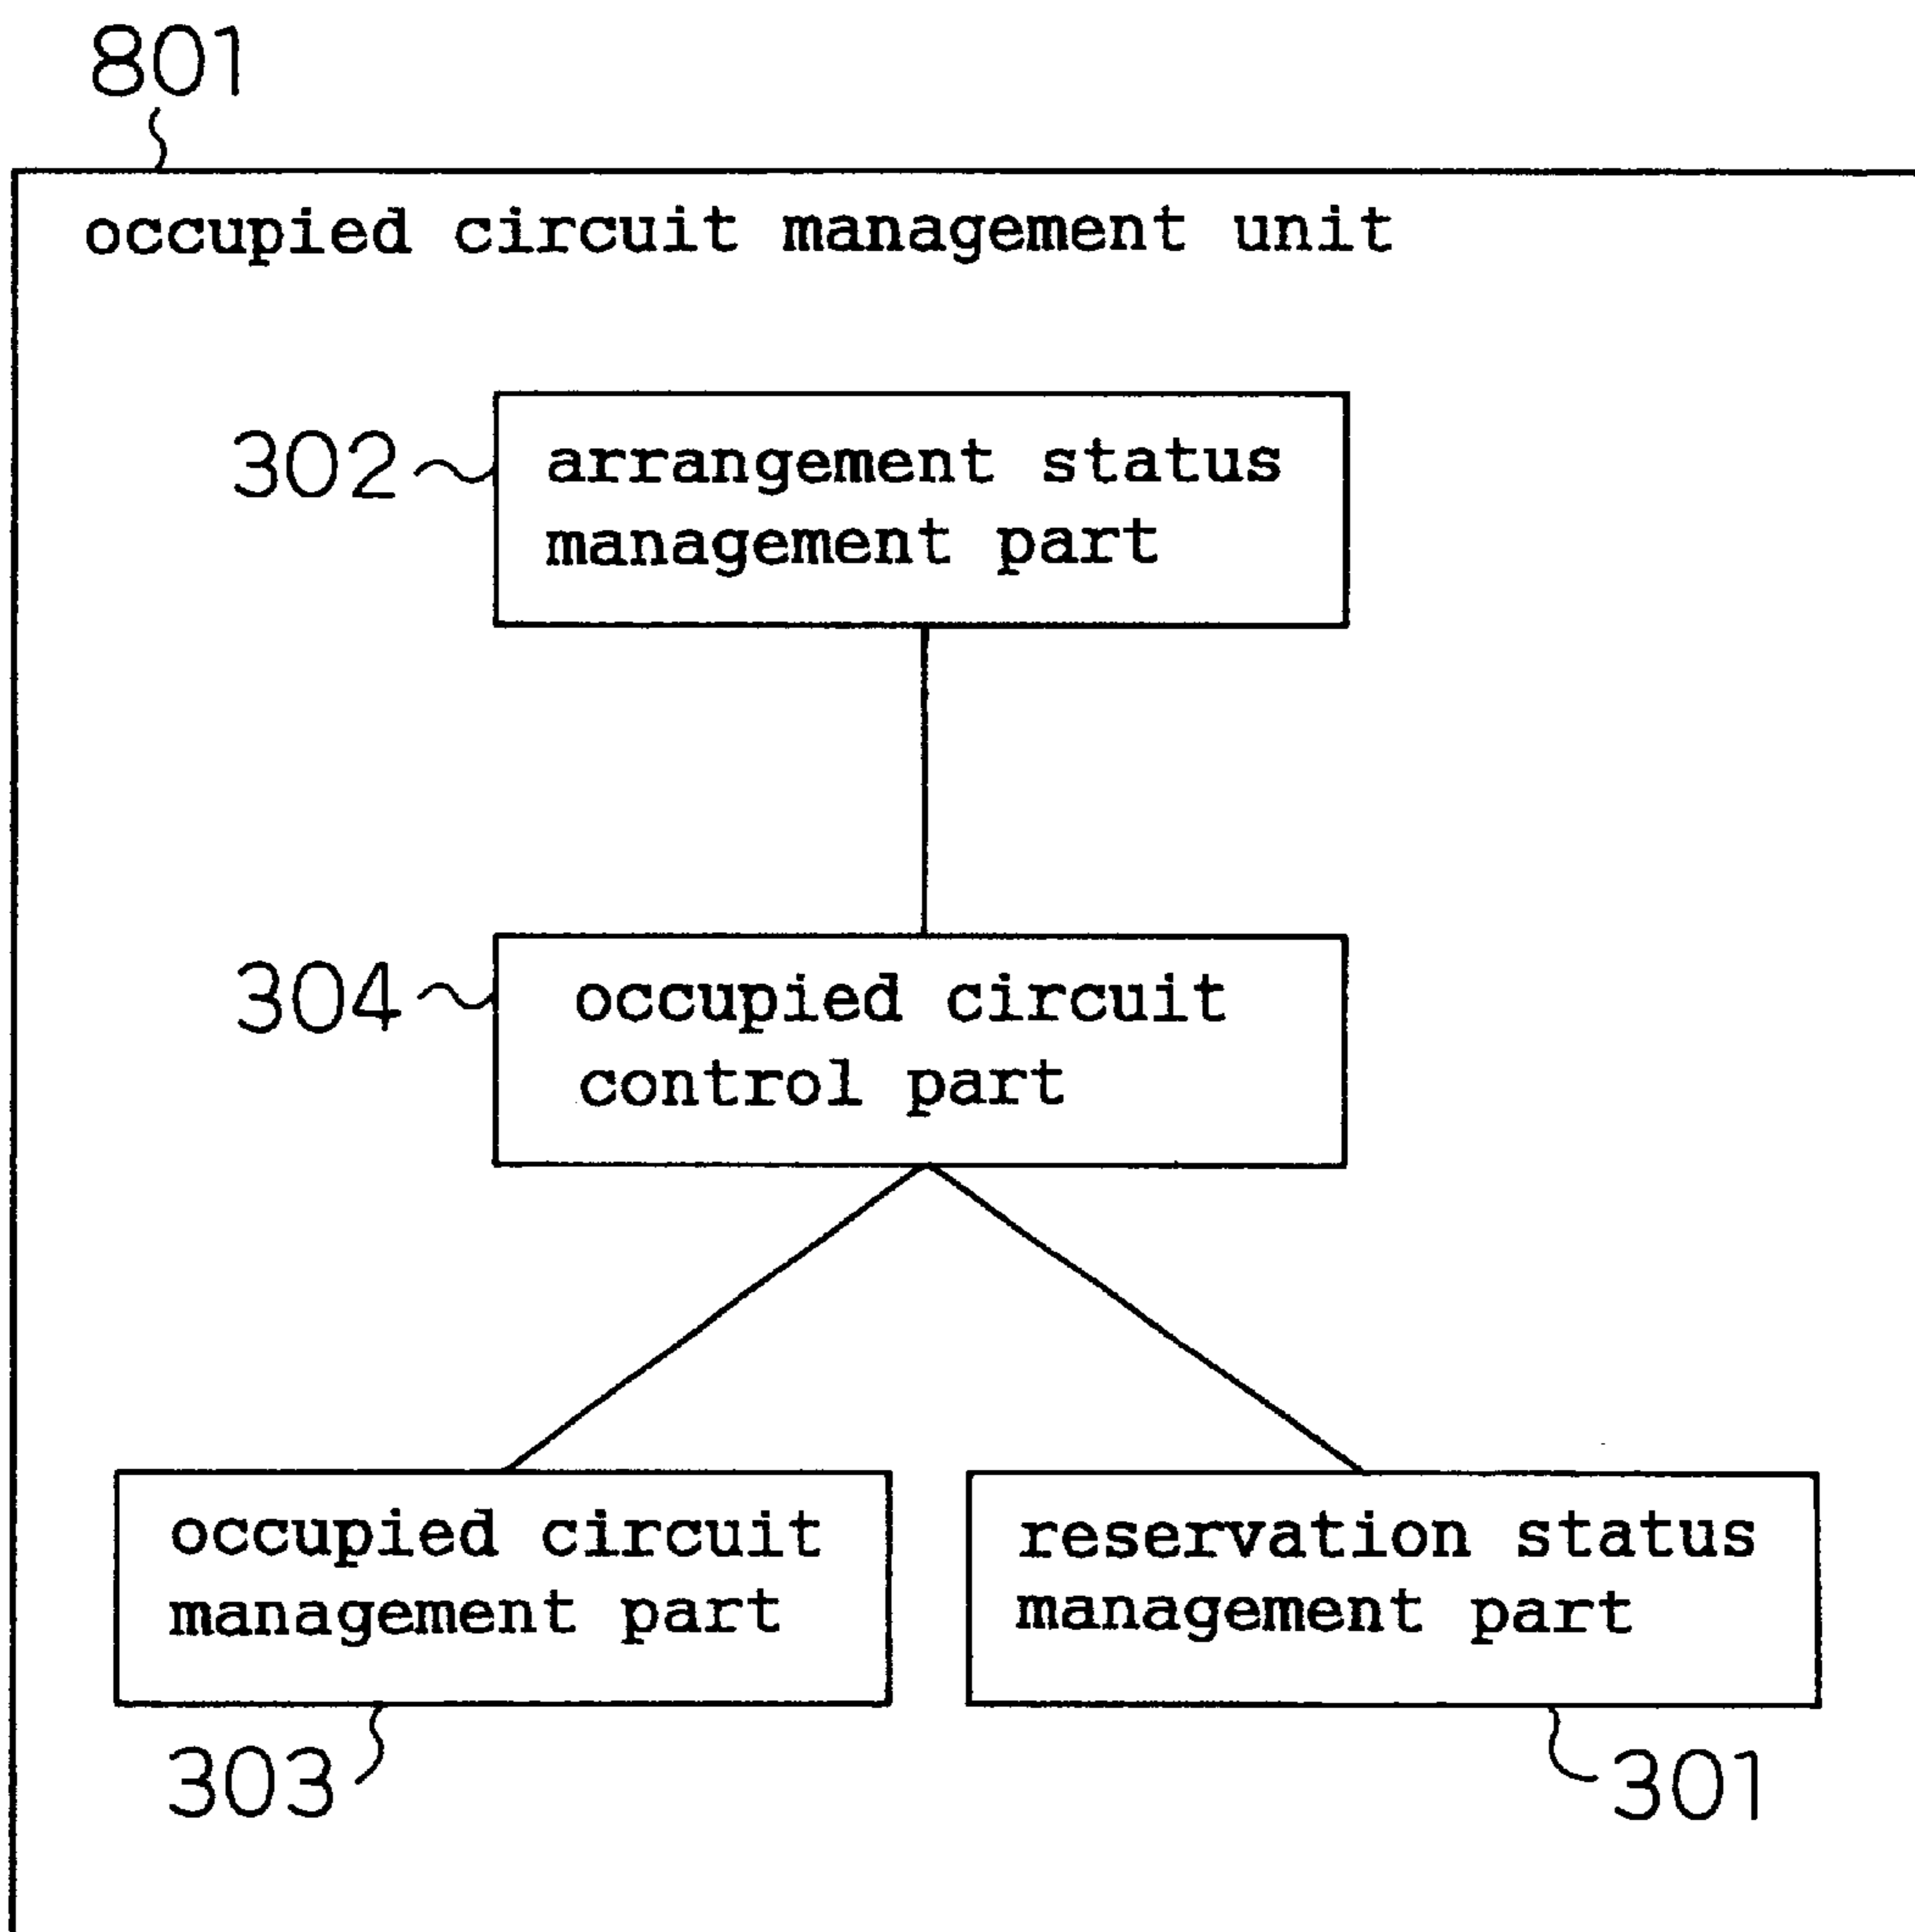 801
occupied circuit management unit
302
arrangement status
management part
304
occupied circuit
control part
occupied circuit
management part
reservation status
management part
303
301